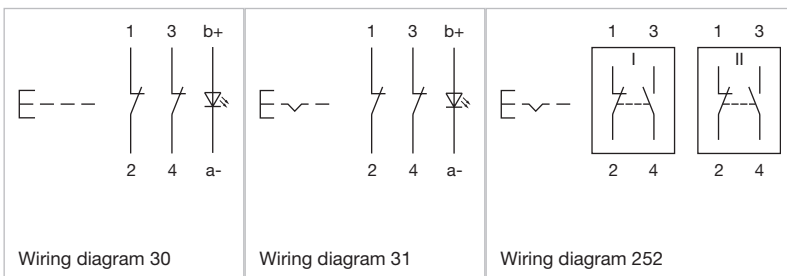 1 3 b+
2 4 a-
Wiring diagram 30
1 3 b+
2 4 a-
Wiring diagram 31
1 3 1 3
I II
2 4 2 4
Wiring diagram 252